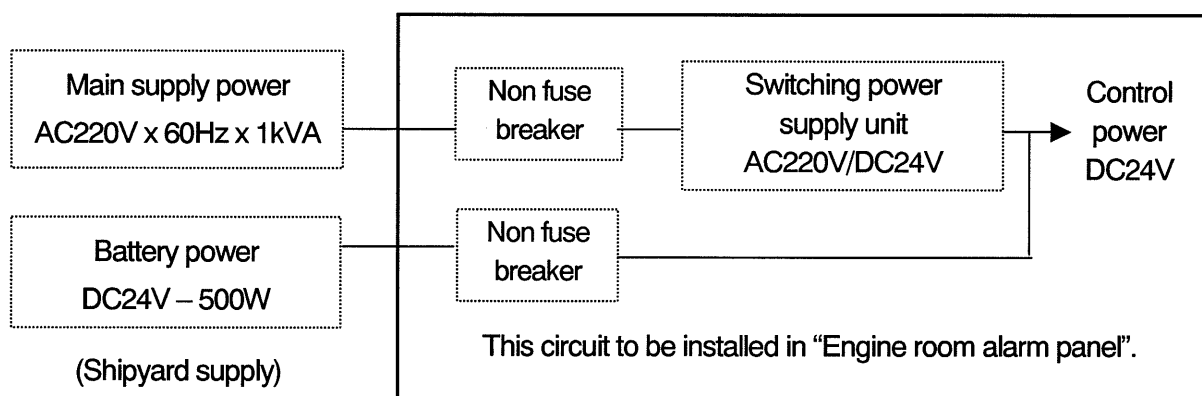 Main supply power
AC220V x 60Hz x 1kVA
Non fuse
breaker
Switching power
supply unit
AC220V/DC24V
Control
power
DC24V
Battery power
DC24V – 500W
Non fuse
breaker
(Shipyard supply)
This circuit to be installed in “Engine room alarm panel”.